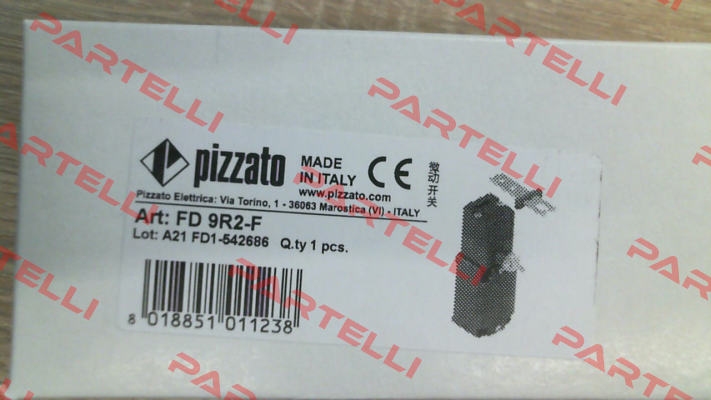 pizzato
MADE
IN ITALY
CE
www.pizzato.com
Pizzato Elettrica: Via Torino, 1 - 36063 Marostica (VI) - ITALY
Art: FD 9R2-F
Lot: A21 FD1-542686 Q.ty 1 pcs.
8 018851 011238
微动开关
PARTELLI
PARTELLI
PARTELLI
PARTELLI
PARTELLI
PARTELLI
PARTELLI
PARTELLI
PARTELLI